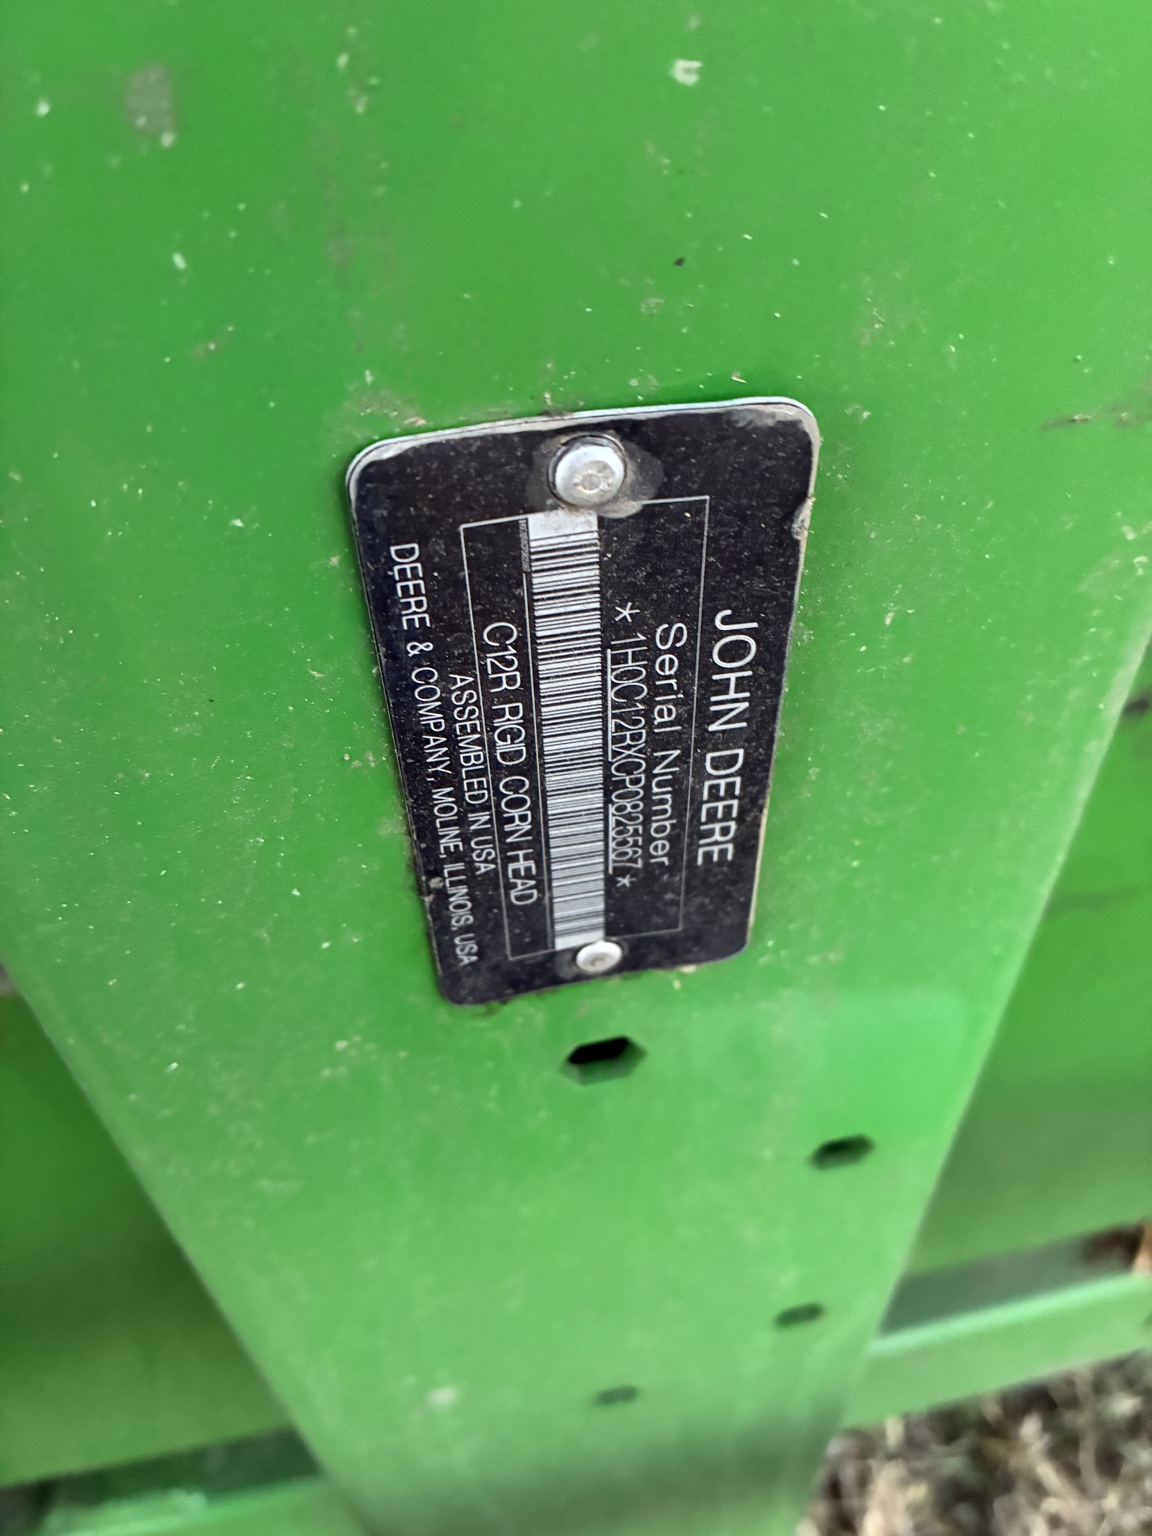 JOHN DEERE
Serial Number
* 1H0C12RXCP0825567 *
C12R RIGID CORN HEAD
ASSEMBLED IN USA
DEERE & COMPANY, MOLINE, ILLINOIS, USA